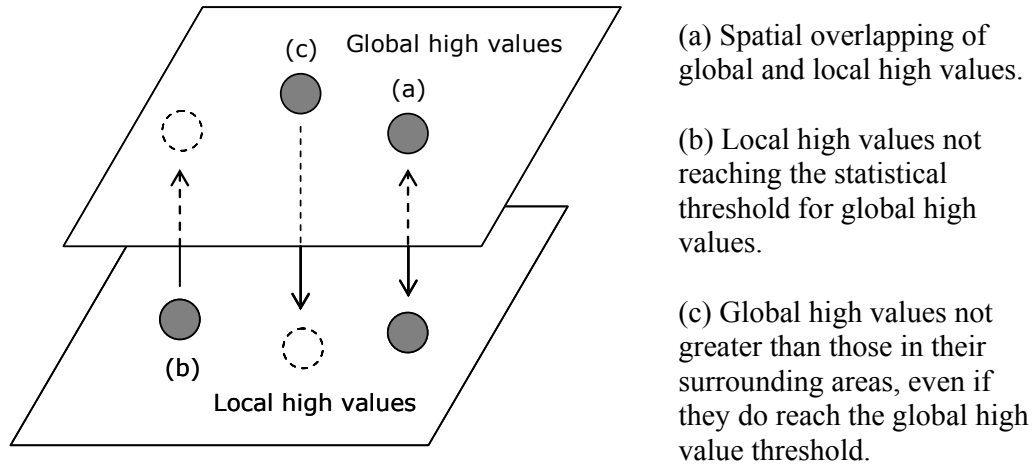 Global high values
(c)
(a)
(b)
Local high values
(a) Spatial overlapping of
global and local high values.
(b) Local high values not
reaching the statistical
threshold for global high
values.
(c) Global high values not
greater than those in their
surrounding areas, even if
they do reach the global high
value threshold.